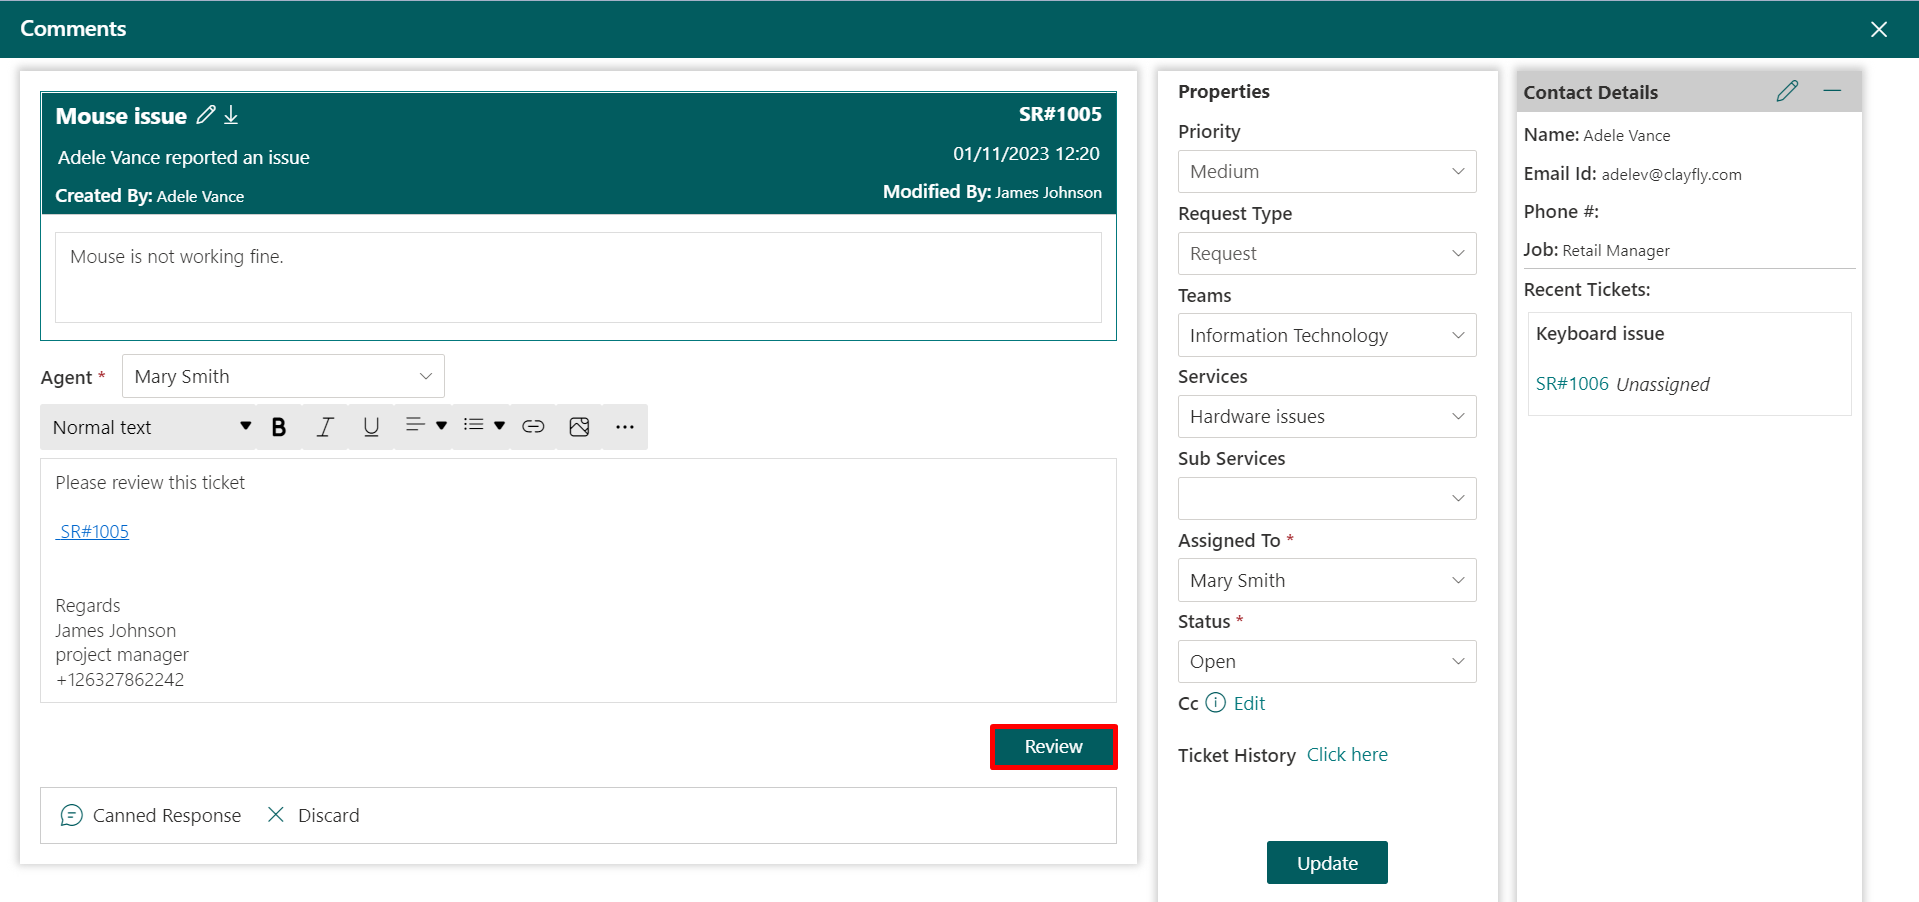 Comments
Mouse issue
SR#1005
Adele Vance reported an issue
01/11/2023 12:20
Created By: Adele Vance
Modified By: James Johnson
Mouse is not working fine.
Agent *
Mary Smith
Normal text
B
I
U
Please review this ticket
SR#1005
Regards
James Johnson
project manager
+126327862242
Review
Canned Response
Discard
Properties
Priority
Medium
Request Type
Request
Teams
Information Technology
Services
Hardware issues
Sub Services
Assigned To *
Mary Smith
Status *
Open
Cc Edit
Ticket History Click here
Update
Contact Details
Name: Adele Vance
Email Id: adelev@clayfly.com
Phone #:
Job: Retail Manager
Recent Tickets:
Keyboard issue
SR#1006 Unassigned